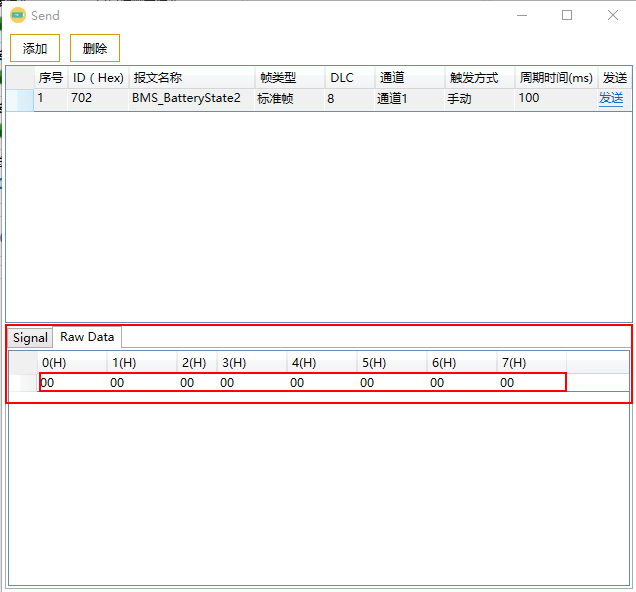 Send
添加 删除
序号 ID（Hex） 报文名称 帧类型 DLC 通道 触发方式 周期时间(ms) 发送
1 702 BMS_BatteryState2 标准帧 8 通道1 手动 100 发送
Signal Raw Data
0(H) 1(H) 2(H) 3(H) 4(H) 5(H) 6(H) 7(H)
00 00 00 00 00 00 00 00